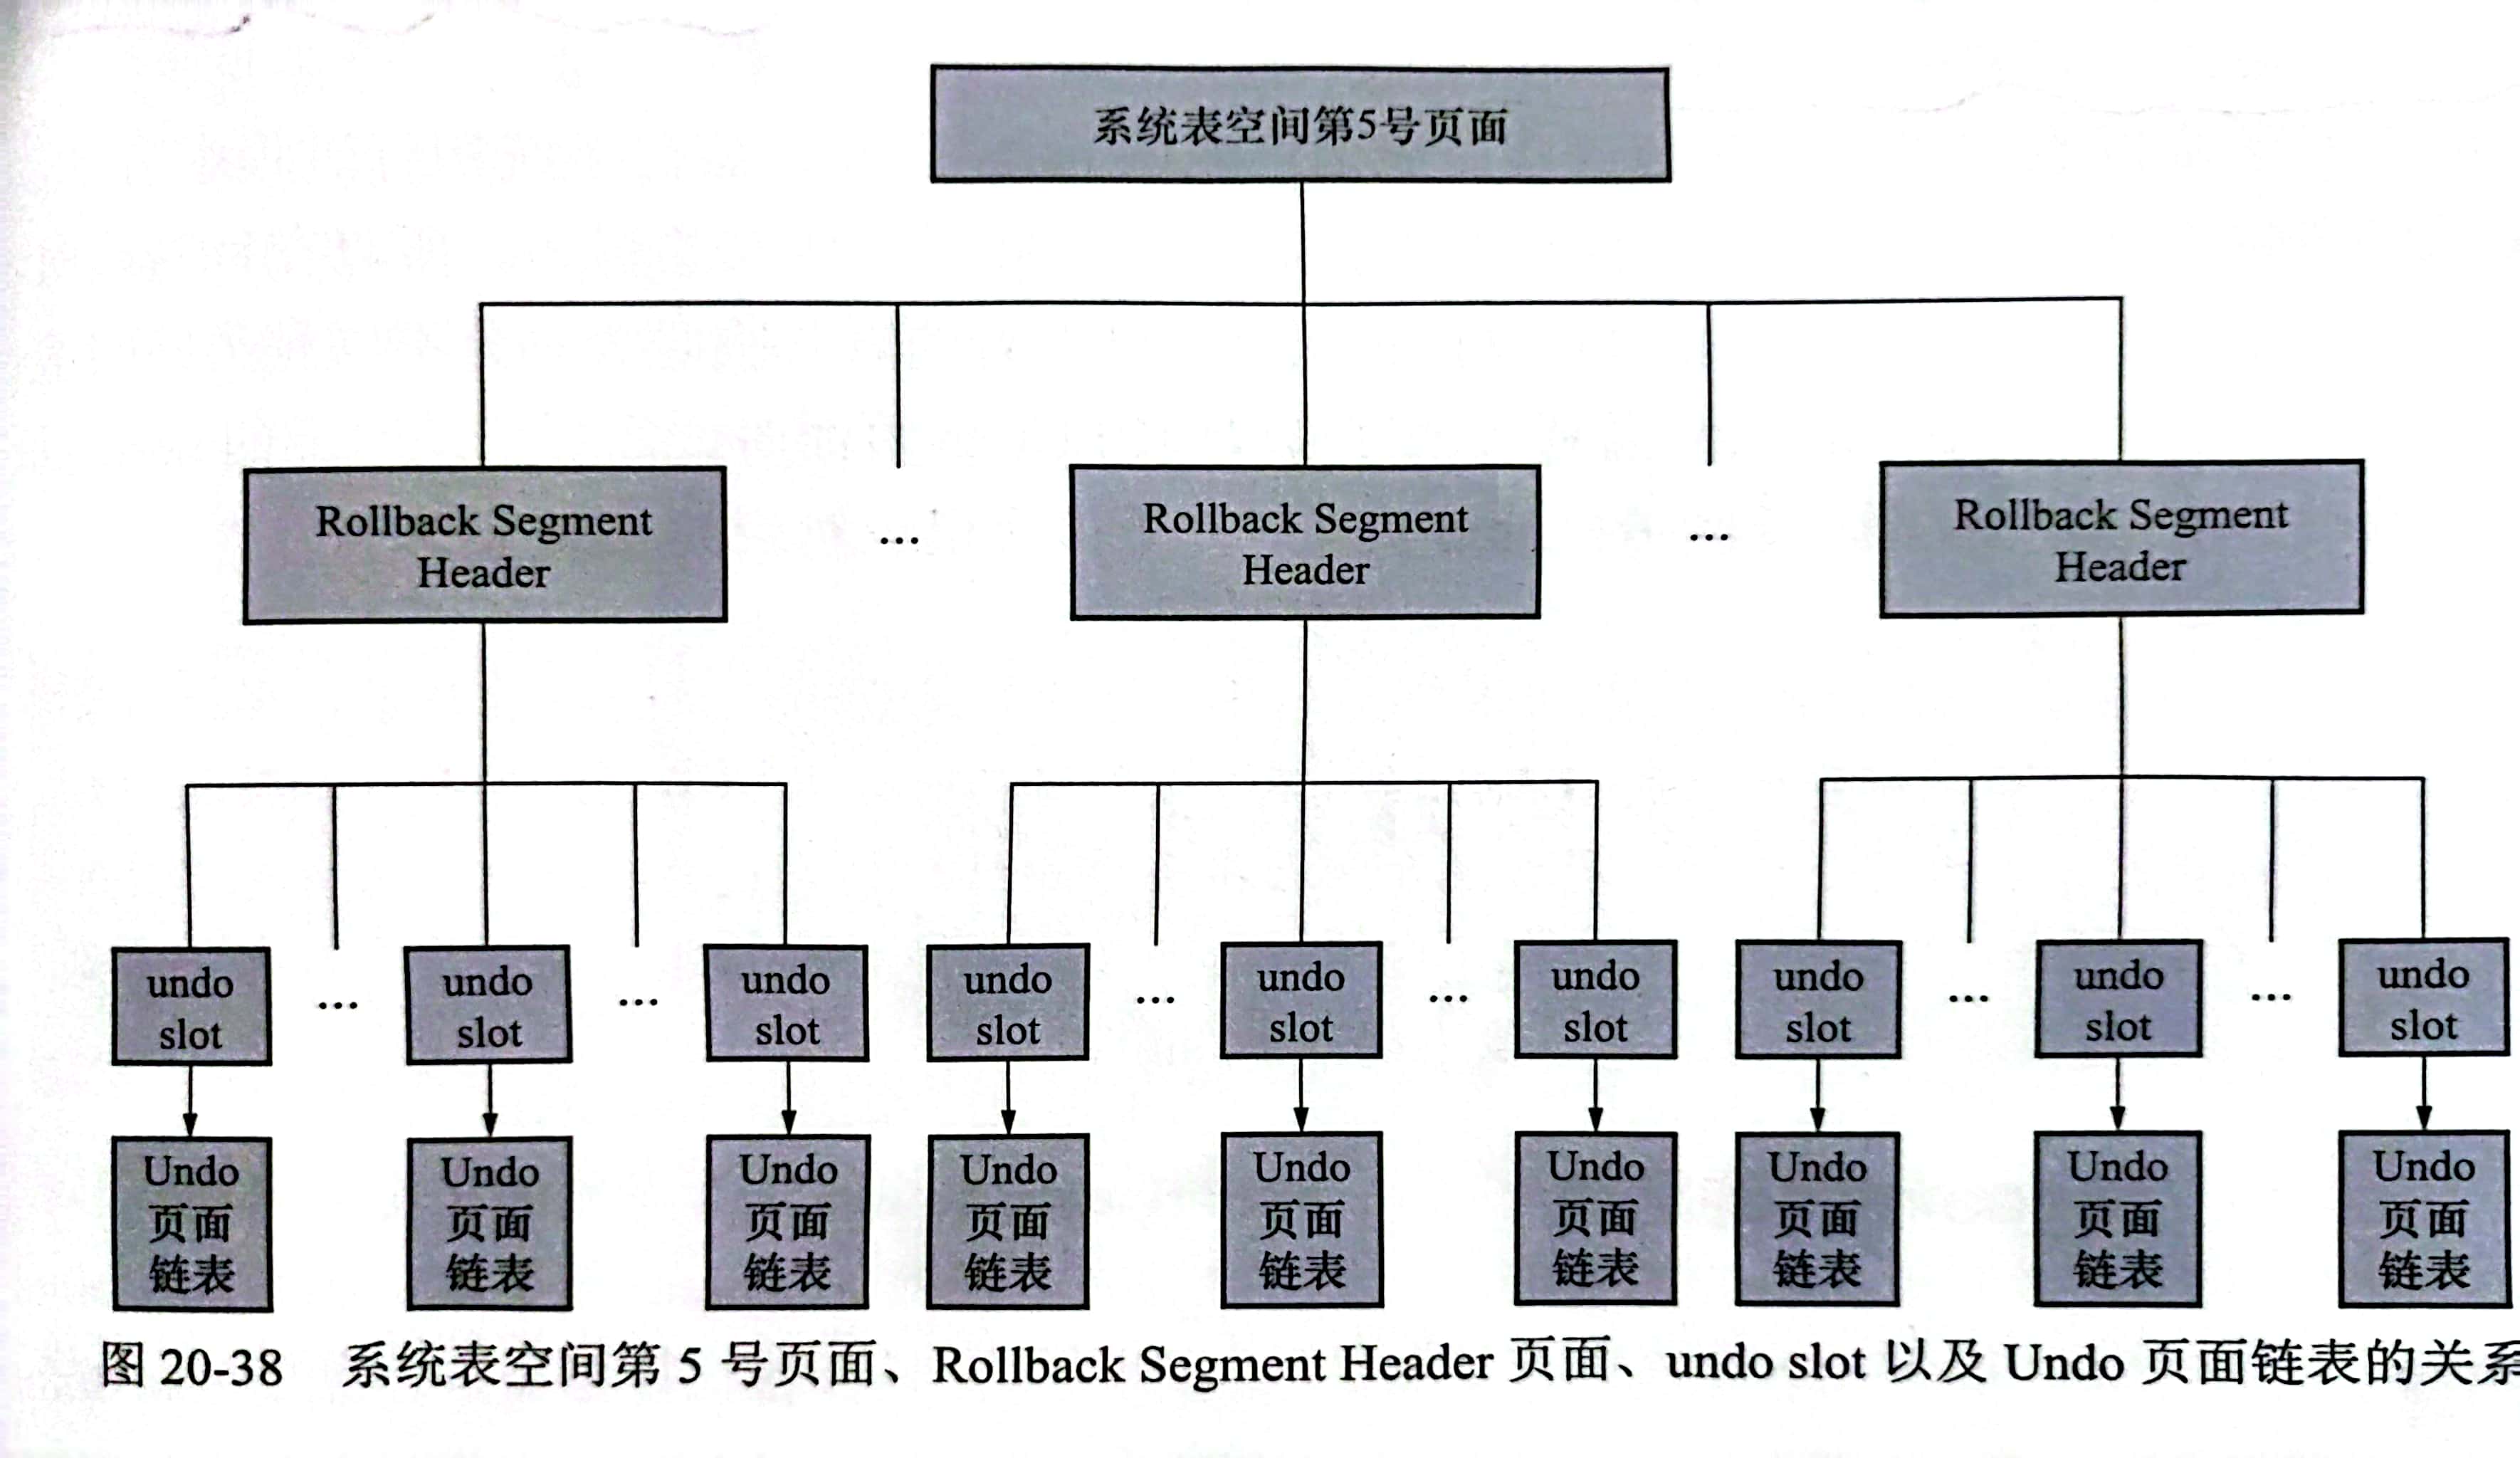 系统表空间第5号页面
Rollback Segment
Header
...
Rollback Segment
Header
...
Rollback Segment
Header
undo
slot
...
undo
slot
...
undo
slot
undo
slot
...
undo
slot
...
undo
slot
undo
slot
...
undo
slot
...
undo
slot
Undo
页面
链表
Undo
页面
链表
Undo
页面
链表
Undo
页面
链表
Undo
页面
链表
Undo
页面
链表
Undo
页面
链表
Undo
页面
链表
Undo
页面
链表
图 20-38 系统表空间第 5 号页面、Rollback Segment Header 页面、undo slot 以及 Undo 页面链表的关系